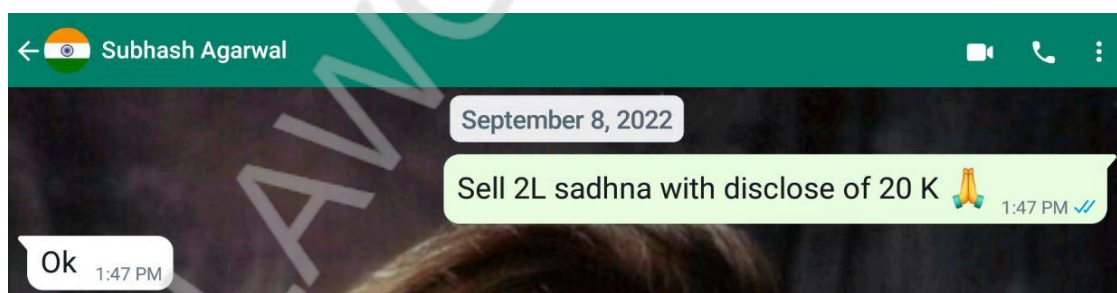 Subhash Agarwal
September 8, 2022
Sell 2L sadhna with disclose of 20 K 🙏 1:47 PM
Ok 1:47 PM